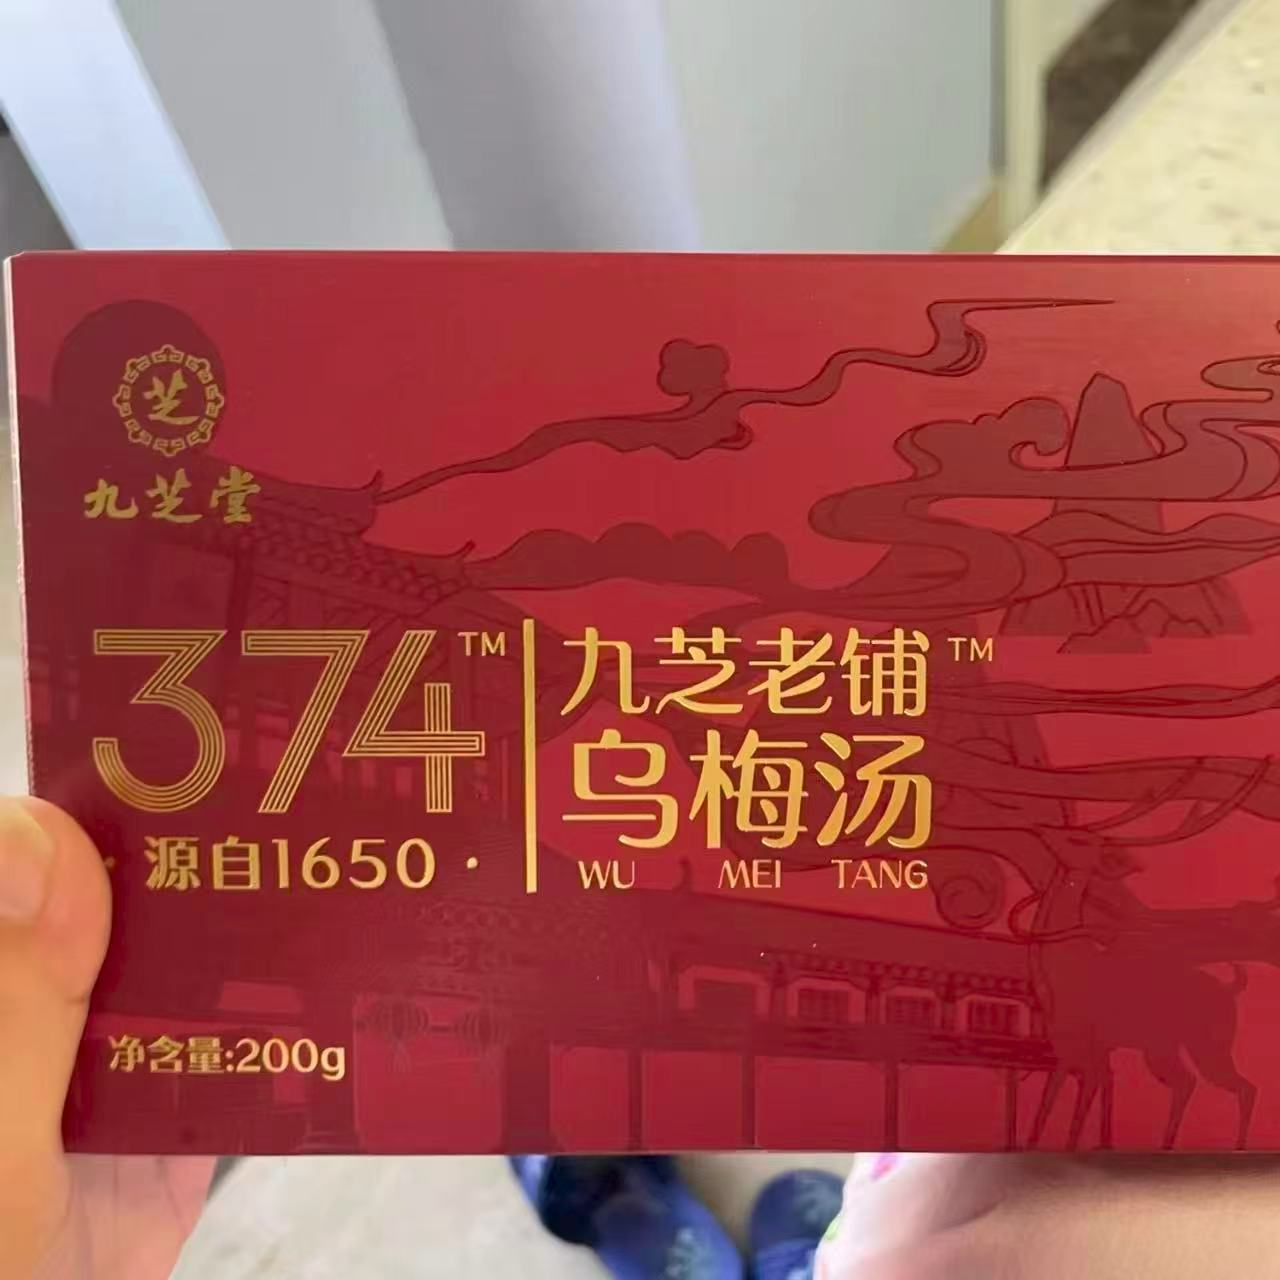 芝
九芝堂
374™
·源自1650·
九芝老铺™
乌梅汤
WU MEI TANG
净含量:200g